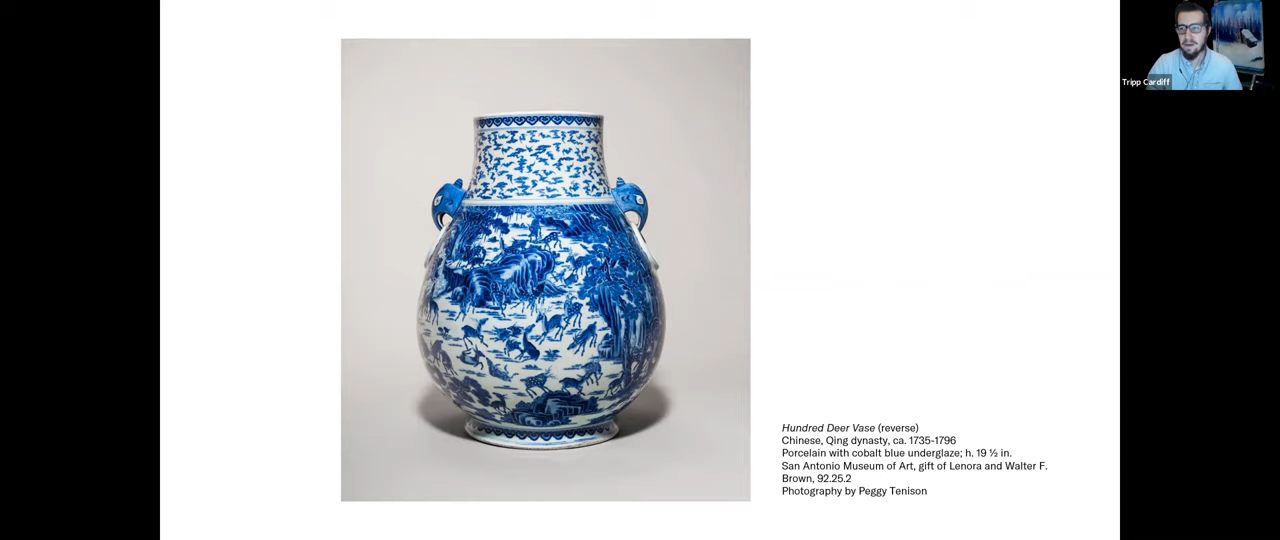 Tripp Cardiff
Hundred Deer Vase (reverse)
Chinese, Qing dynasty, ca. 1735-1796
Porcelain with cobalt blue underglaze; h. 19 ½ in.
San Antonio Museum of Art, gift of Lenora and Walter F.
Brown, 92.25.2
Photography by Peggy Tenison